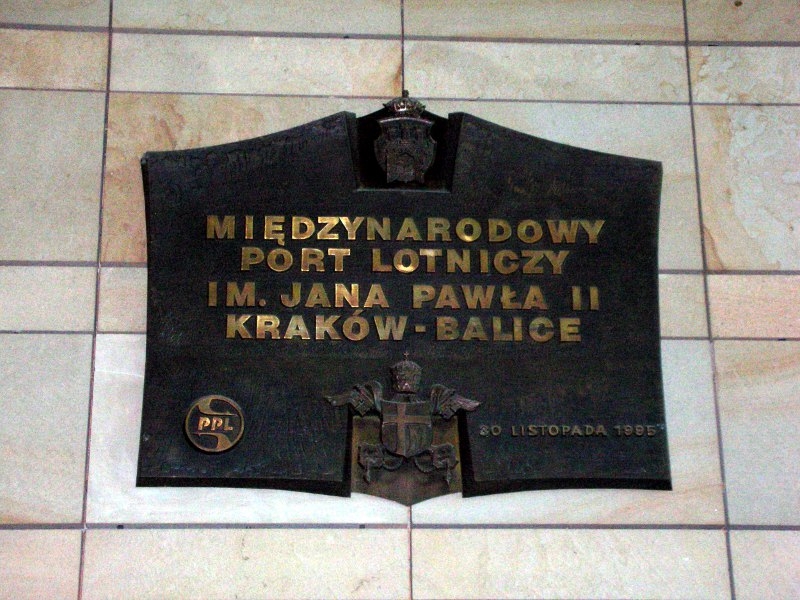 MIĘDZYNARODOWY
PORT LOTNICZY
IM. JANA PAWŁA II
KRAKÓW - BALICE
PPL
30 LISTOPADA 1995